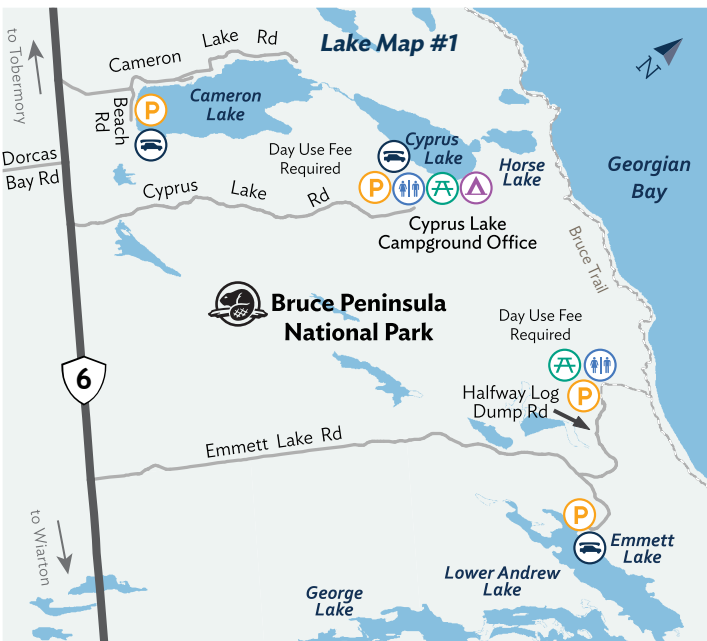 Lake Map #1
to Tobermory
Cameron Lake Rd
N
Beach
Rd
P
Cameron
Lake
Day Use Fee
Required
Cyprus
Lake
Horse
Lake
Georgian
Bay
Dorcas
Bay Rd
Cyprus Lake Rd
P
Cyprus Lake
Campground Office
Bruce Trail
Bruce Peninsula
National Park
Day Use Fee
Required
6
P
Halfway Log
Dump Rd
Emmett Lake Rd
to Wiarton
P
Emmett
Lake
Lower Andrew
Lake
George
Lake